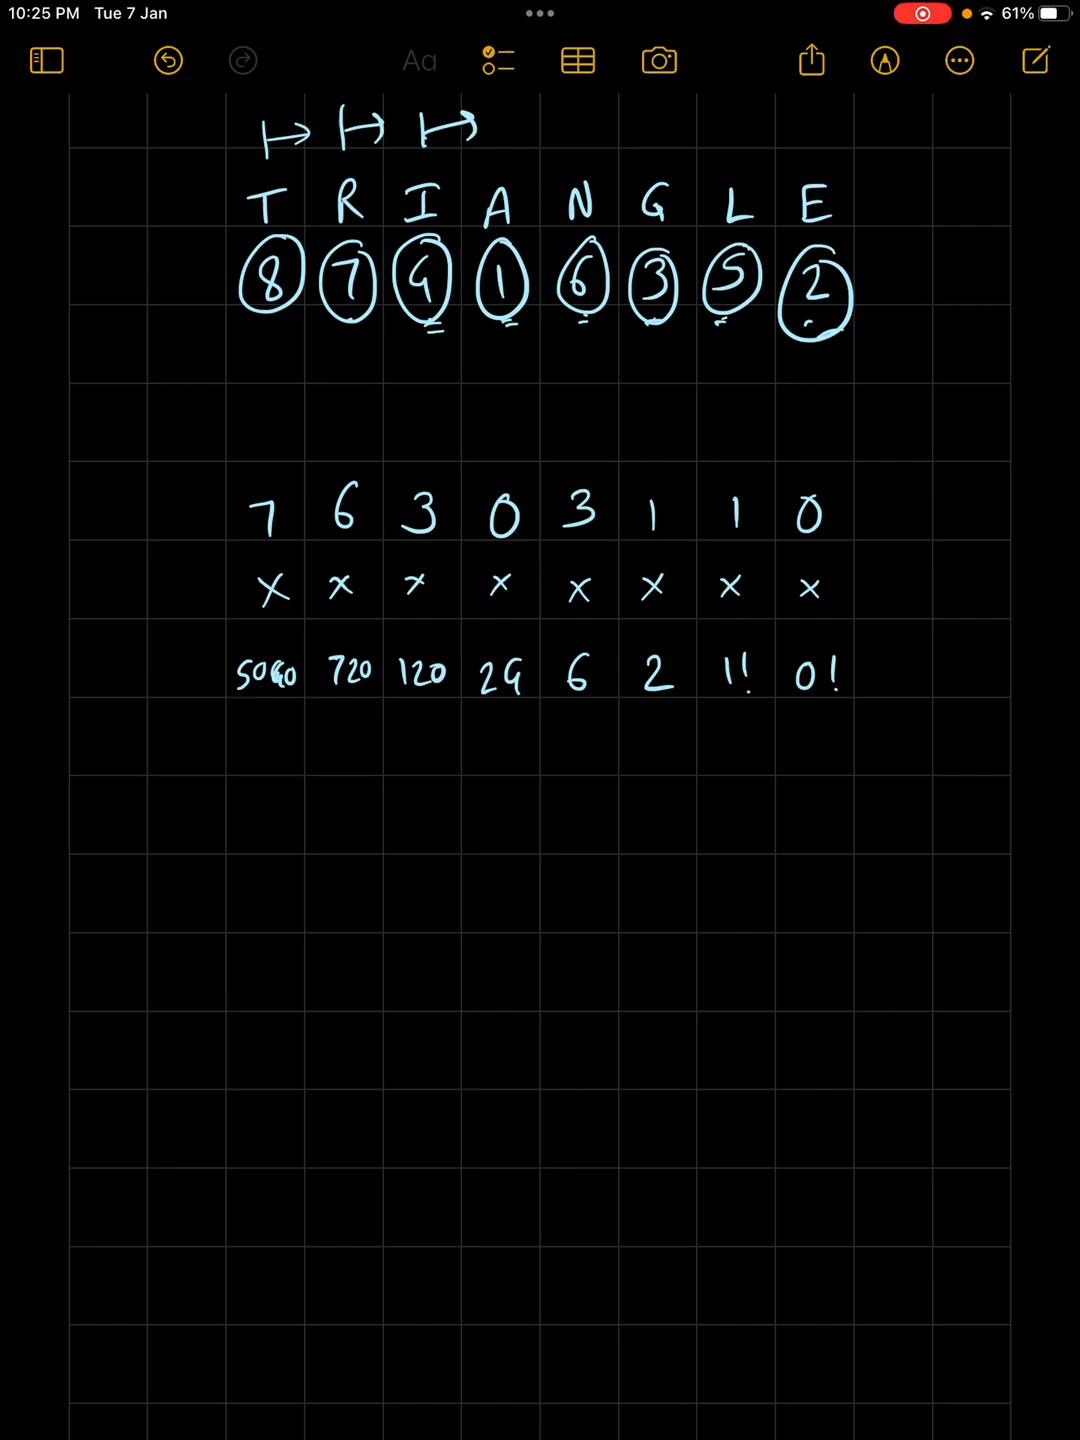 10:25 PM Tue 7 Jan 61%
Aa
T R I A N G L E
8 7 4 1 6 3 5 2
7 6 3 0 3 1 1 0
× × × × × × × ×
5040 720 120 24 6 2 1! 0!